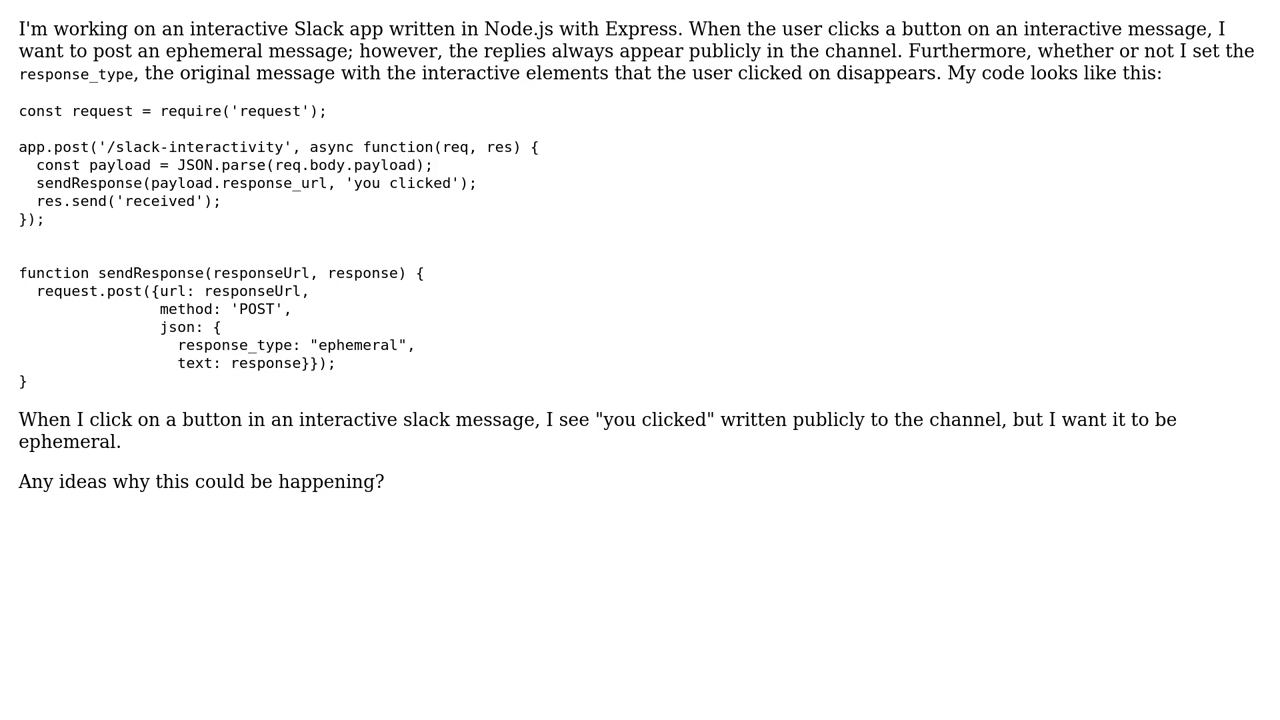 I'm working on an interactive Slack app written in Node.js with Express. When the user clicks a button on an interactive message, I
want to post an ephemeral message; however, the replies always appear publicly in the channel. Furthermore, whether or not I set the
response_type, the original message with the interactive elements that the user clicked on disappears. My code looks like this:
const request = require('request');
app.post('/slack-interactivity', async function(req, res) {
  const payload = JSON.parse(req.body.payload);
  sendResponse(payload.response_url, 'you clicked');
  res.send('received');
});
function sendResponse(responseUrl, response) {
  request.post({url: responseUrl,
                method: 'POST',
                json: {
                  response_type: "ephemeral",
                  text: response}});
}
When I click on a button in an interactive slack message, I see "you clicked" written publicly to the channel, but I want it to be
ephemeral.
Any ideas why this could be happening?